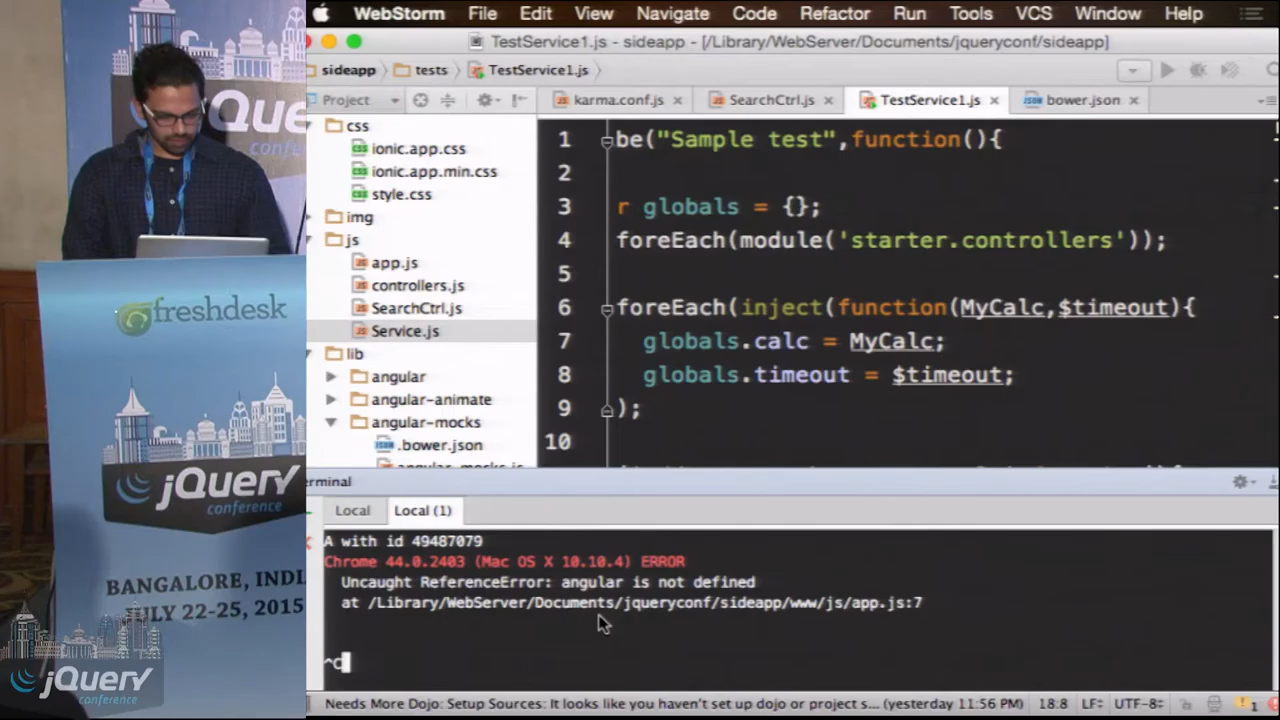 WebStorm File Edit View Navigate Code Refactor Run Tools VCS Window Help
TestService1.js - sideapp - [/Library/WebServer/Documents/jqueryconf/sideapp]
sideapp tests TestService1.js
Project karma.conf.js SearchCtrl.js TestService1.js bower.json
css
ionic.app.css
ionic.app.min.css
style.css
img
js
app.js
controllers.js
SearchCtrl.js
Service.js
lib
angular
angular-animate
angular-mocks
.bower.json
angular-mocks.js
1 be("Sample test",function(){
2
3 r globals = {};
4 foreEach(module('starter.controllers'));
5
6 foreEach(inject(function(MyCalc,$timeout){
7 globals.calc = MyCalc;
8 globals.timeout = $timeout;
9 );
10
erminal
Local Local (1)
A with id 49487079
Chrome 44.0.2403 (Mac OS X 10.10.4) ERROR
Uncaught ReferenceError: angular is not defined
at /Library/WebServer/Documents/jqueryconf/sideapp/www/js/app.js:7
Needs More Dojo: Setup Sources: It looks like you haven't set up dojo or project s... (yesterday 11:56 PM) 18:8 LF÷ UTF-8÷ 1
freshdesk
jQuery
conference
BANGALORE, INDI
JULY 22-25, 2015
jQuery
conference